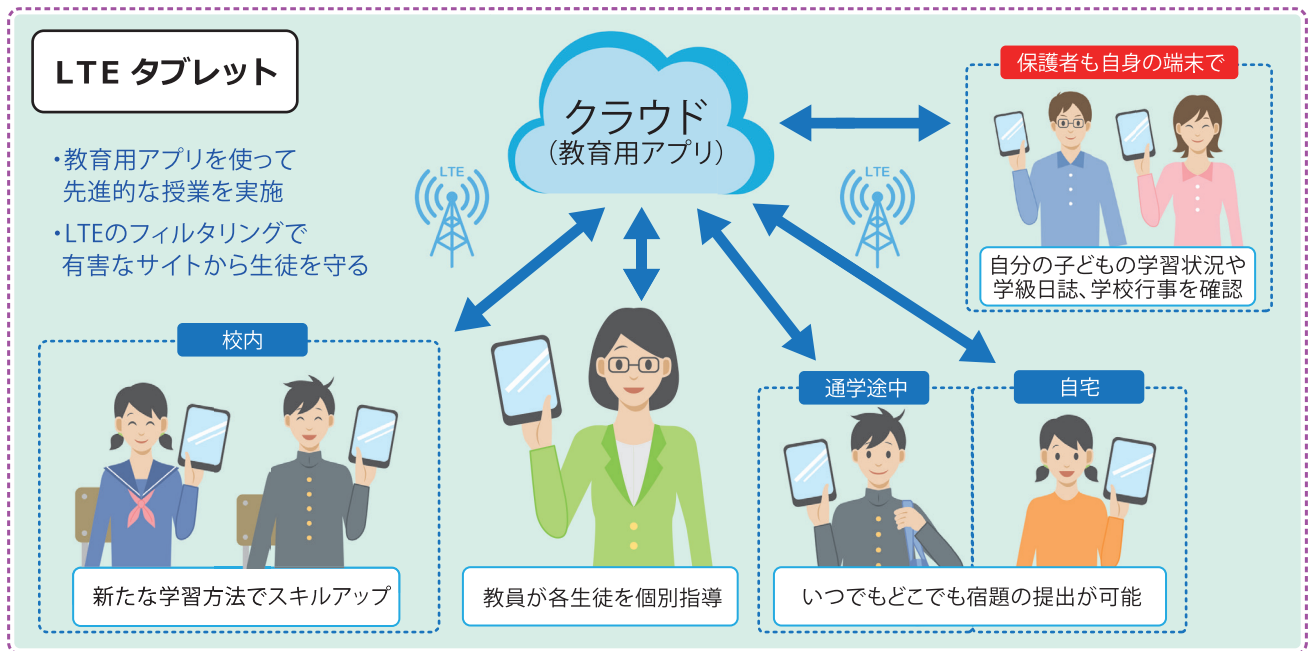 LTE タブレット
・教育用アプリを使って
先進的な授業を実施
・LTEのフィルタリングで
有害なサイトから生徒を守る
クラウド
（教育用アプリ）
LTE
LTE
保護者も自身の端末で
自分の子どもの学習状況や
学級日誌、学校行事を確認
校内
新たな学習方法でスキルアップ
教員が各生徒を個別指導
通学途中
自宅
いつでもどこでも宿題の提出が可能